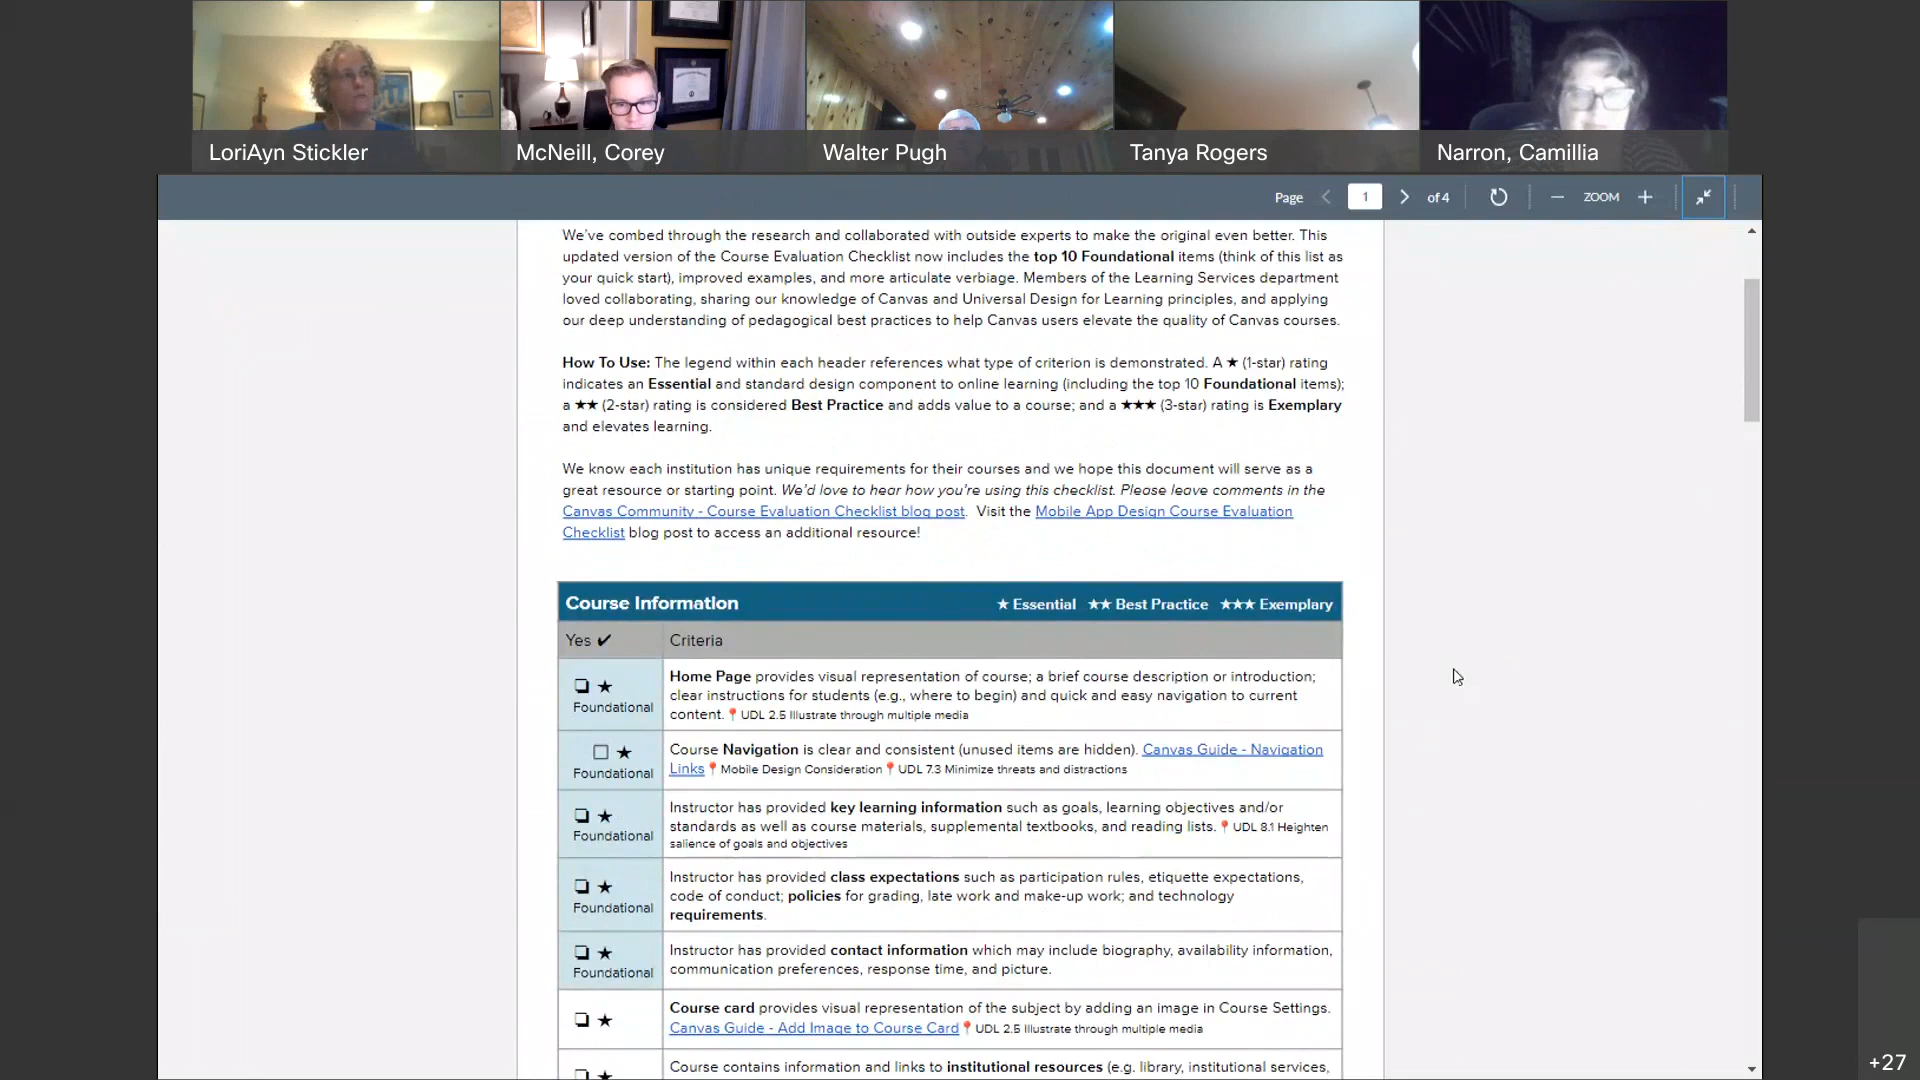 LoriAyn Stickler
McNeill, Corey
Walter Pugh
Tanya Rogers
Narron, Camillia
Page 1 of 4 ZOOM
We've combed through the research and collaborated with outside experts to make the original even better. This
updated version of the Course Evaluation Checklist now includes the top 10 Foundational items (think of this list as
your quick start), improved examples, and more articulate verbiage. Members of the Learning Services department
loved collaborating, sharing our knowledge of Canvas and Universal Design for Learning principles, and applying
our deep understanding of pedagogical best practices to help Canvas users elevate the quality of Canvas courses.
How To Use: The legend within each header references what type of criterion is demonstrated. A ★ (1-star) rating
indicates an Essential and standard design component to online learning (including the top 10 Foundational items);
a ★★ (2-star) rating is considered Best Practice and adds value to a course; and a ★★★ (3-star) rating is Exemplary
and elevates learning.
We know each institution has unique requirements for their courses and we hope this document will serve as a
great resource or starting point. We'd love to hear how you're using this checklist. Please leave comments in the
Canvas Community - Course Evaluation Checklist blog post. Visit the Mobile App Design Course Evaluation
Checklist blog post to access an additional resource!
Course Information ★ Essential ★★ Best Practice ★★★ Exemplary
Yes ✔ Criteria
❏ ★
Foundational
Home Page provides visual representation of course; a brief course description or introduction;
clear instructions for students (e.g., where to begin) and quick and easy navigation to current
content. 📍UDL 2.5 Illustrate through multiple media
☐ ★
Foundational
Course Navigation is clear and consistent (unused items are hidden). Canvas Guide - Navigation
Links📍Mobile Design Consideration📍UDL 7.3 Minimize threats and distractions
❏ ★
Foundational
Instructor has provided key learning information such as goals, learning objectives and/or
standards as well as course materials, supplemental textbooks, and reading lists. 📍UDL 8.1 Heighten
salience of goals and objectives
❏ ★
Foundational
Instructor has provided class expectations such as participation rules, etiquette expectations,
code of conduct; policies for grading, late work and make-up work; and technology
requirements.
❏ ★
Foundational
Instructor has provided contact information which may include biography, availability information,
communication preferences, response time, and picture.
❏ ★
Course card provides visual representation of the subject by adding an image in Course Settings.
Canvas Guide - Add Image to Course Card📍UDL 2.5 Illustrate through multiple media
❏ ★
Course contains information and links to institutional resources (e.g. library, institutional services,
+27